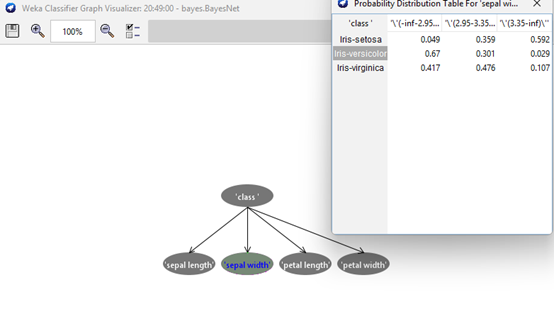 Weka Classifier Graph Visualizer: 20:49:00 - bayes.BayesNet
100%
Probability Distribution Table For 'sepal wi...
'class ' '\'(-inf-2.95... '\'(2.95-3.35... '\'(3.35-inf)\''
Iris-setosa 0.049 0.359 0.592
Iris-versicolor 0.67 0.301 0.029
Iris-virginica 0.417 0.476 0.107
'class '
'sepal length' 'sepal width' 'petal length' 'petal width'